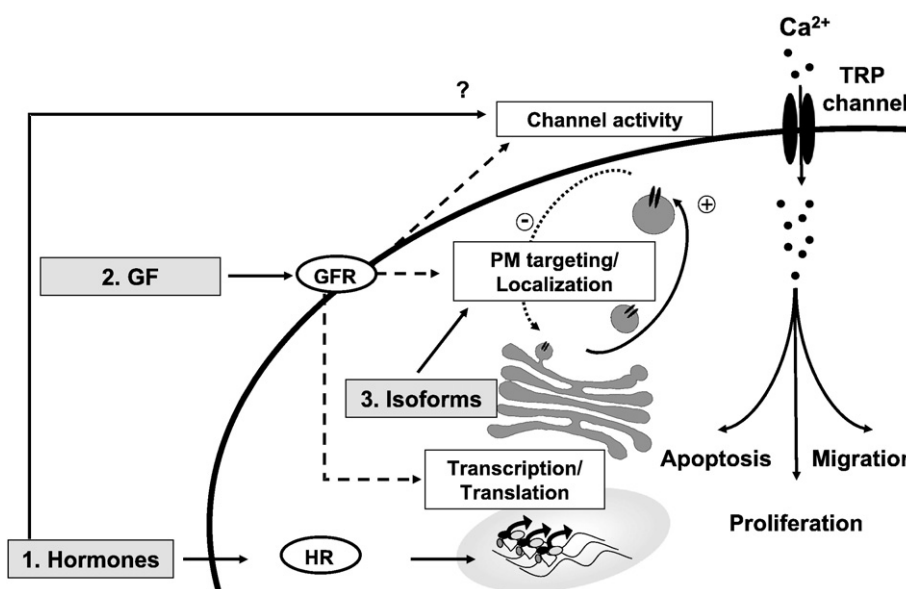 Ca2+
TRP
channel
?
Channel activity
-
+
2. GF
GFR
PM targeting/
Localization
3. Isoforms
Apoptosis
Migration
Transcription/
Translation
Proliferation
1. Hormones
HR